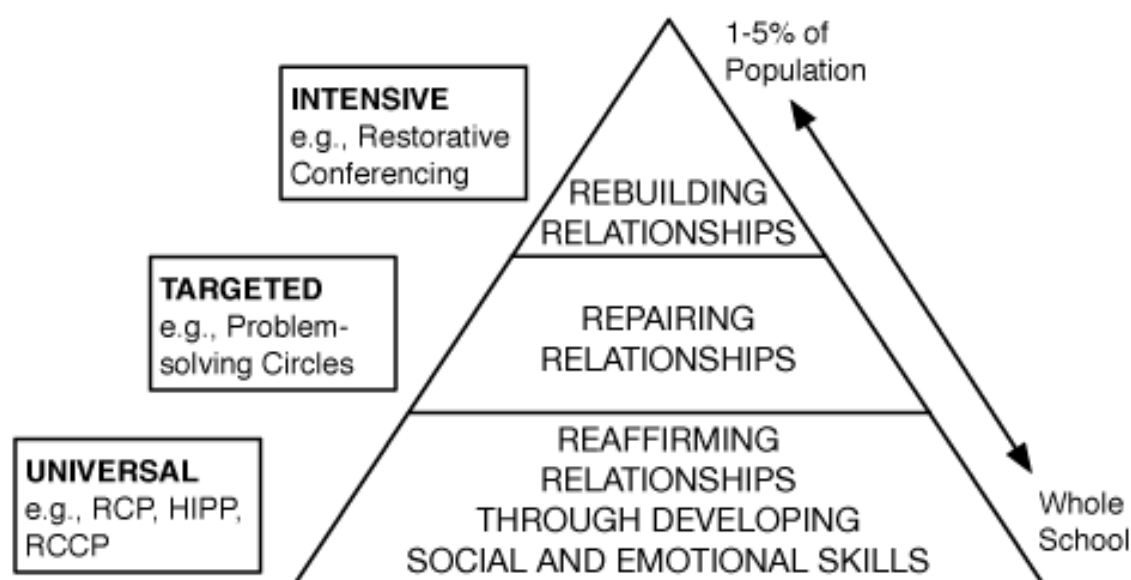 1-5% of
Population
INTENSIVE
e.g., Restorative
Conferencing
REBUILDING
RELATIONSHIPS
TARGETED
e.g., Problem-
solving Circles
REPAIRING
RELATIONSHIPS
UNIVERSAL
e.g., RCP, HIPP,
RCCP
REAFFIRMING
RELATIONSHIPS
THROUGH DEVELOPING
SOCIAL AND EMOTIONAL SKILLS
Whole
School